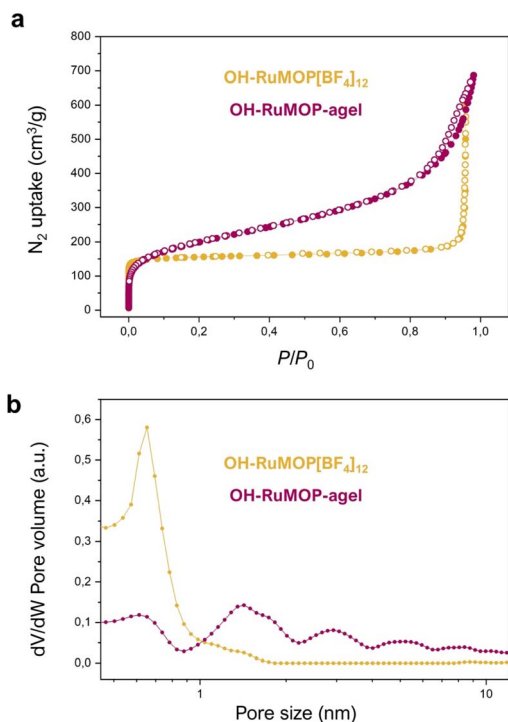 a
800
700
600
500
400
300
200
100
0
N₂ uptake (cm³/g)
OH-RuMOP[BF₄]₁₂
OH-RuMOP-agel
0,0 0,2 0,4 0,6 0,8 1,0
P/P₀
b
0,6
0,5
0,4
0,3
0,2
0,1
0,0
dV/dW Pore volume (a.u.)
OH-RuMOP[BF₄]₁₂
OH-RuMOP-agel
1 10
Pore size (nm)